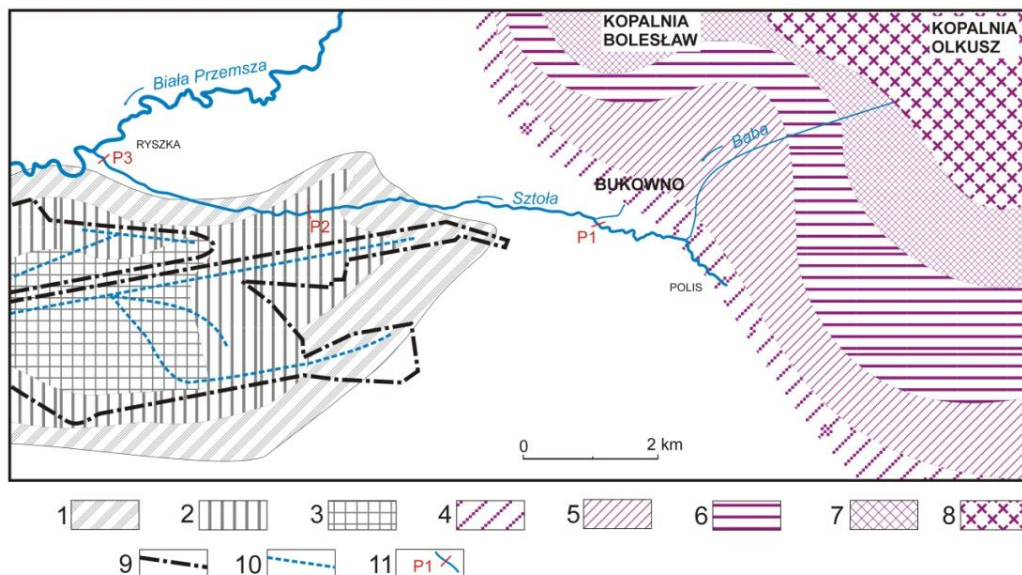 KOPALNIA
BOLESŁAW
KOPALNIA
OLKUSZ
Biała Przemsza
RYSZKA
P3
Baba
BUKOWNO
Sztoła
P2
P1
POLIS
0 2 km
1 2 3 4 5 6 7 8
9 10 11 P1